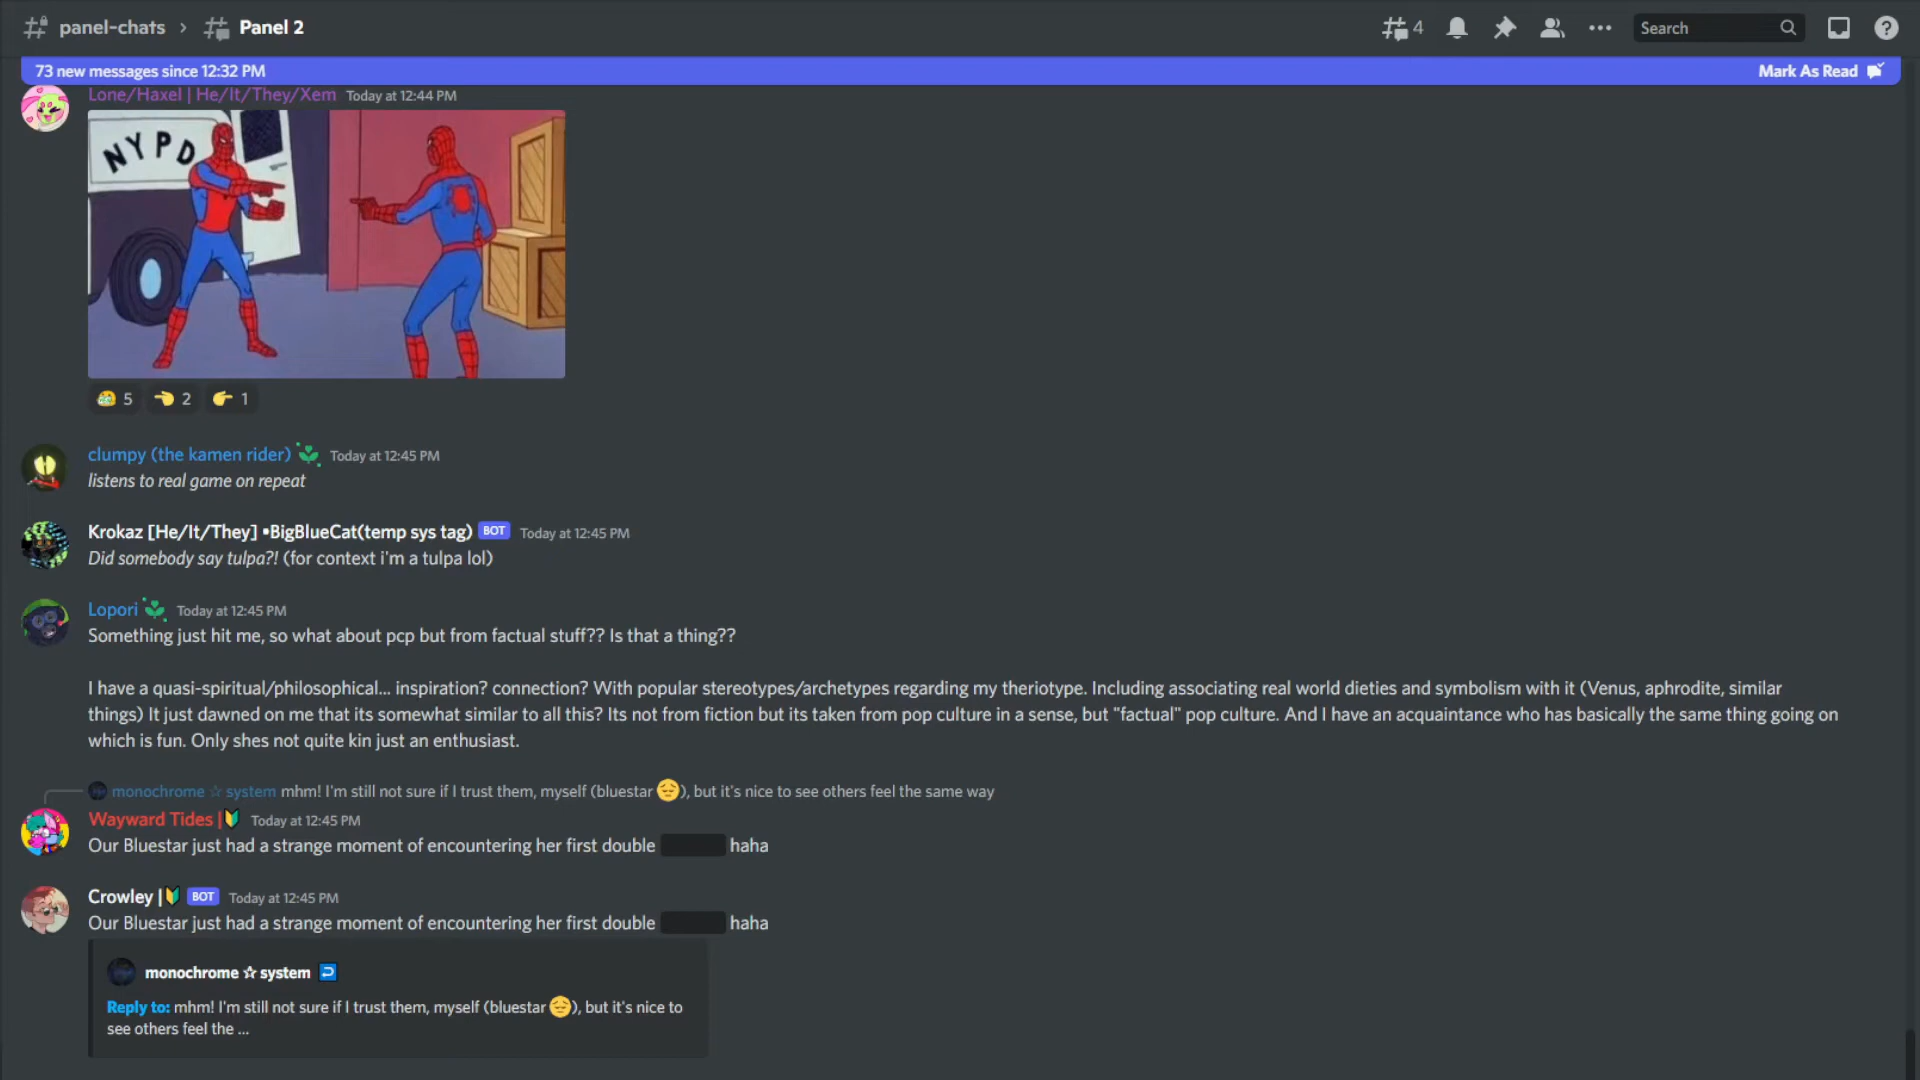 panel-chats › Panel 2
4
Search
73 new messages since 12:32 PM
Mark As Read
Lone/Haxel | He/It/They/Xem Today at 12:44 PM
NYPD
5 2 1
clumpy (the kamen rider) Today at 12:45 PM
listens to real game on repeat
Krokaz [He/It/They] •BigBlueCat(temp sys tag) BOT Today at 12:45 PM
Did somebody say tulpa?! (for context i'm a tulpa lol)
Lopori Today at 12:45 PM
Something just hit me, so what about pcp but from factual stuff?? Is that a thing??
I have a quasi-spiritual/philosophical... inspiration? connection? With popular stereotypes/archetypes regarding my theriotype. Including associating real world dieties and symbolism with it (Venus, aphrodite, similar
things) It just dawned on me that its somewhat similar to all this? Its not from fiction but its taken from pop culture in a sense, but "factual" pop culture. And I have an acquaintance who has basically the same thing going on
which is fun. Only shes not quite kin just an enthusiast.
monochrome ☆ system mhm! I'm still not sure if I trust them, myself (bluestar 😔), but it's nice to see others feel the same way
Wayward Tides |🔰 Today at 12:45 PM
Our Bluestar just had a strange moment of encountering her first double haha
Crowley |🔰 BOT Today at 12:45 PM
Our Bluestar just had a strange moment of encountering her first double haha
monochrome ☆ system
Reply to: mhm! I'm still not sure if I trust them, myself (bluestar 😔), but it's nice to
see others feel the ...